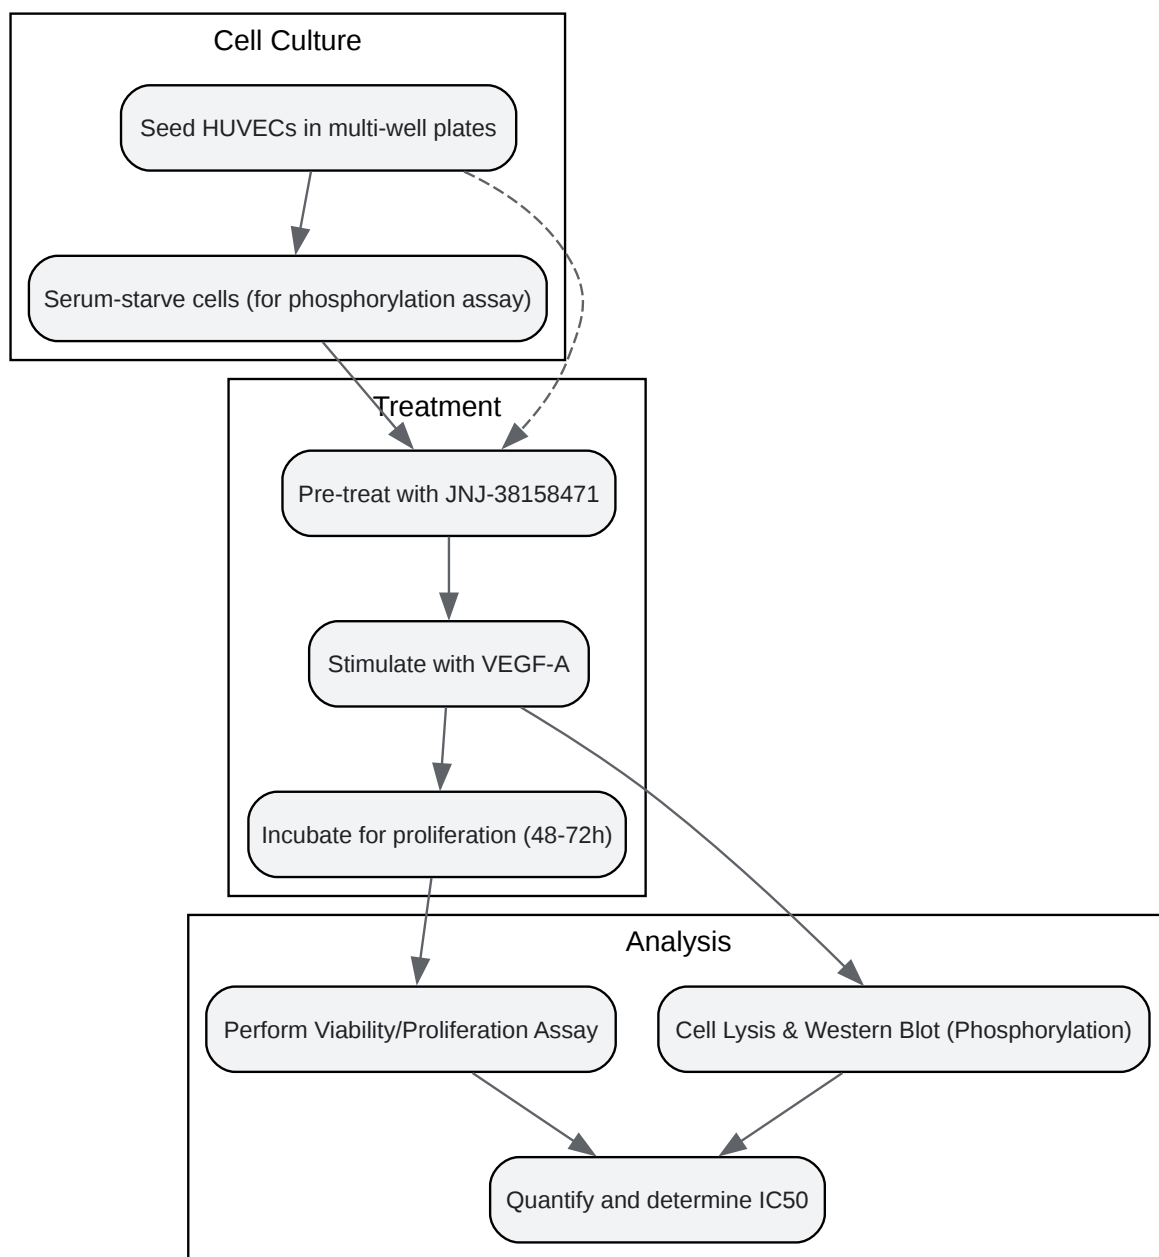 Cell Culture
Seed HUVECs in multi-well plates
Serum-starve cells (for phosphorylation assay)
Treatment
Pre-treat with JNJ-38158471
Stimulate with VEGF-A
Incubate for proliferation (48-72h)
Analysis
Perform Viability/Proliferation Assay
Cell Lysis & Western Blot (Phosphorylation)
Quantify and determine IC50